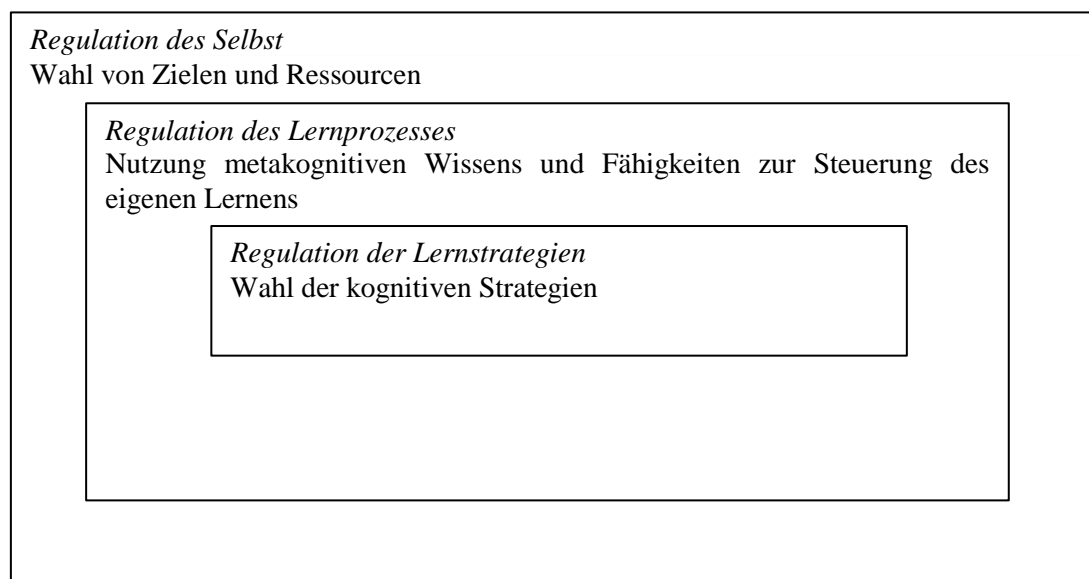 Regulation des Selbst
Wahl von Zielen und Ressourcen
Regulation des Lernprozesses
Nutzung metakognitiven Wissens und Fähigkeiten zur Steuerung des
eigenen Lernens
Regulation der Lernstrategien
Wahl der kognitiven Strategien